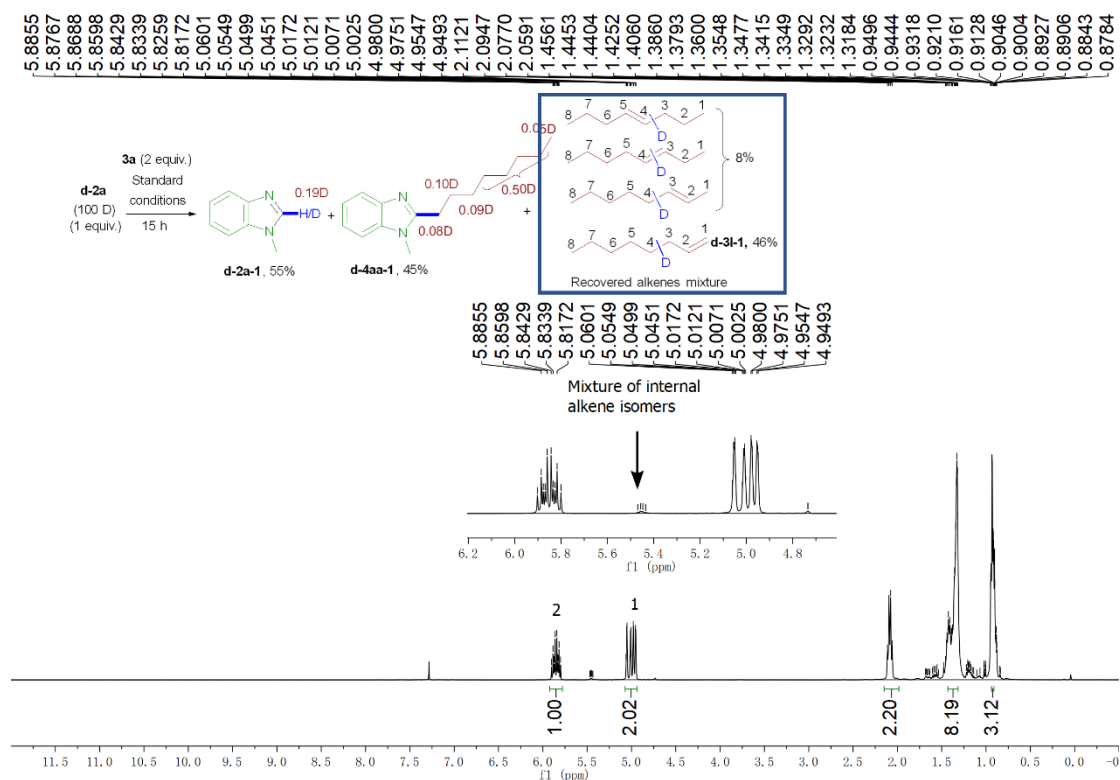 5.8855
5.8767
5.8688
5.8598
5.8429
5.8339
5.8259
5.8172
5.0601
5.0549
5.0499
5.0451
5.0172
5.0121
5.0071
5.0025
4.9800
4.9751
4.9547
4.9493
2.1121
2.0947
2.0770
2.0591
1.4561
1.4453
1.4404
1.4255
1.4060
1.3860
1.3793
1.3600
1.3548
1.3477
1.3415
1.3349
1.3292
1.3232
1.3184
0.9496
0.9444
0.9318
0.9210
0.9161
0.9128
0.9046
0.9004
0.8927
0.8906
0.8843
0.8784
d-2a
(100 D)
(1 equiv.)
3a (2 equiv.)
Standard
conditions
15 h
0.19D
N
N
H/D
d-2a-1, 55%
+
N
N
0.08D
0.10D
0.09D
0.50D
0.05D
d-4aa-1, 45%
+
8 7 6 5 4 3 2 1
D
8 7 6 5 4 3 2 1
D
8 7 6 5 4 3 2 1
D
8%
8 7 6 5 4 3 2 1
D
d-3l-1, 46%
Recovered alkenes mixture
5.8855
5.8598
5.8429
5.8339
5.8172
5.0601
5.0549
5.0499
5.0451
5.0172
5.0121
5.0071
5.0025
4.9800
4.9751
4.9547
4.9493
Mixture of internal
alkene isomers
6.2 6.0 5.8 5.6 5.4 5.2 5.0 4.8
f1 (ppm)
2 1
1.00 2.02 2.20 8.19 3.12
11.5 11.0 10.5 10.0 9.5 9.0 8.5 8.0 7.5 7.0 6.5 6.0 5.5 5.0 4.5 4.0 3.5 3.0 2.5 2.0 1.5 1.0 0.5 0.0
f1 (ppm)